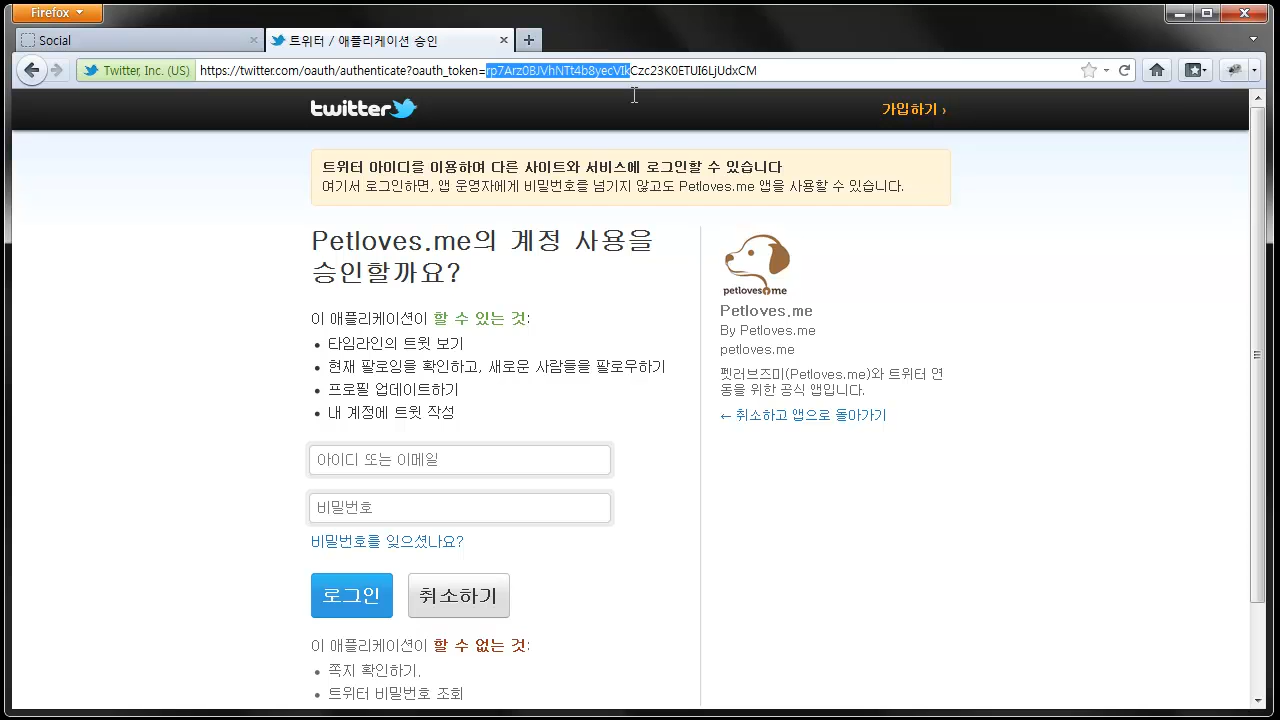 Firefox
Social
트위터 / 애플리케이션 승인
Twitter, Inc. (US)
https://twitter.com/oauth/authenticate?oauth_token=rp7Arz0BJVhNTt4b8yecVIkCzc23K0ETUI6LjUdxCM
twitter
가입하기 ›
트위터 아이디를 이용하며 다른 사이트와 서비스에 로그인할 수 있습니다
여기서 로그인하면, 앱 운영자에게 비밀번호를 넘기지 않고도 Petloves.me 앱을 사용할 수 있습니다.
Petloves.me의 계정 사용을
승인할까요?
이 애플리케이션이 할 수 있는 것:
• 타임라인의 트윗 보기
• 현재 팔로잉을 확인하고, 새로운 사람들을 팔로우하기
• 프로필 업데이트하기
• 내 계정에 트윗 작성
아이디 또는 이메일
비밀번호
비밀번호를 잊으셨나요?
로그인
취소하기
이 애플리케이션이 할 수 없는 것:
• 쪽지 확인하기.
• 트위터 비밀번호 조회
petloves me
Petloves.me
By Petloves.me
petloves.me
펫러브즈미(Petloves.me)와 트위터 연
동을 위한 공식 앱입니다.
← 취소하고 앱으로 돌아가기